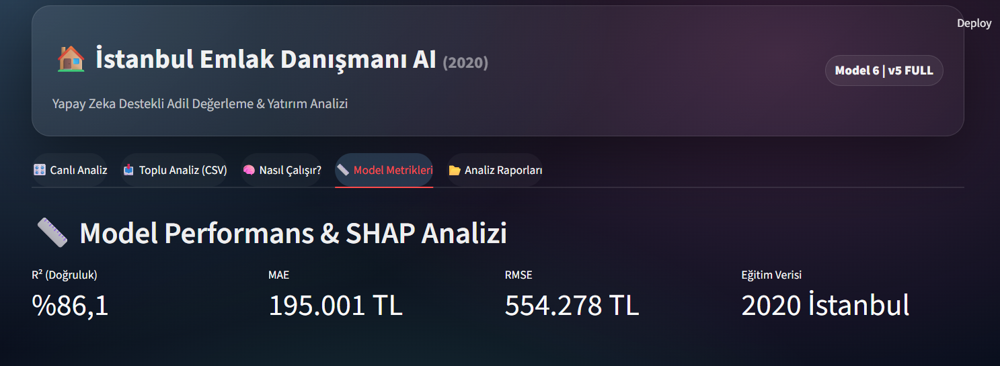 Deploy
İstanbul Emlak Danışmanı AI (2020)
Model 6 | v5 FULL
Yapay Zeka Destekli Adil Değerleme & Yatırım Analizi
Canlı Analiz
Toplu Analiz (CSV)
Nasıl Çalışır?
Model Metrikleri
Analiz Raporları
Model Performans & SHAP Analizi
R² (Doğruluk)
%86,1
MAE
195.001 TL
RMSE
554.278 TL
Eğitim Verisi
2020 İstanbul